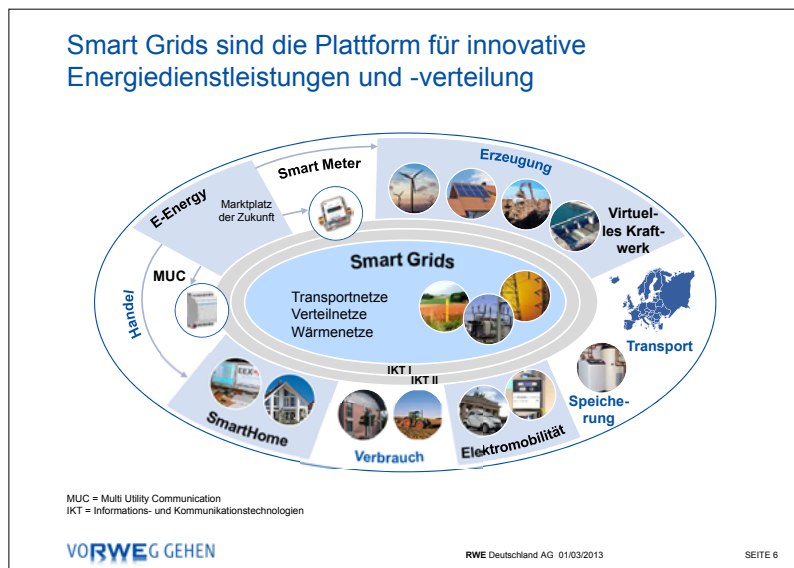 Smart Grids sind die Plattform für innovative
Energiedienstleistungen und -verteilung
E-Energy
Marktplatz
der Zukunft
Smart Meter
Erzeugung
Virtuel-
les Kraft-
werk
Handel
MUC
Smart Grids
Transportnetze
Verteilnetze
Wärmenetze
Transport
IKT I
IKT II
EEX
SmartHome
Verbrauch
Elektromobilität
Speiche-
rung
MUC = Multi Utility Communication
IKT = Informations- und Kommunikationstechnologien
VORWEG GEHEN
RWE Deutschland AG 01/03/2013
SEITE 6